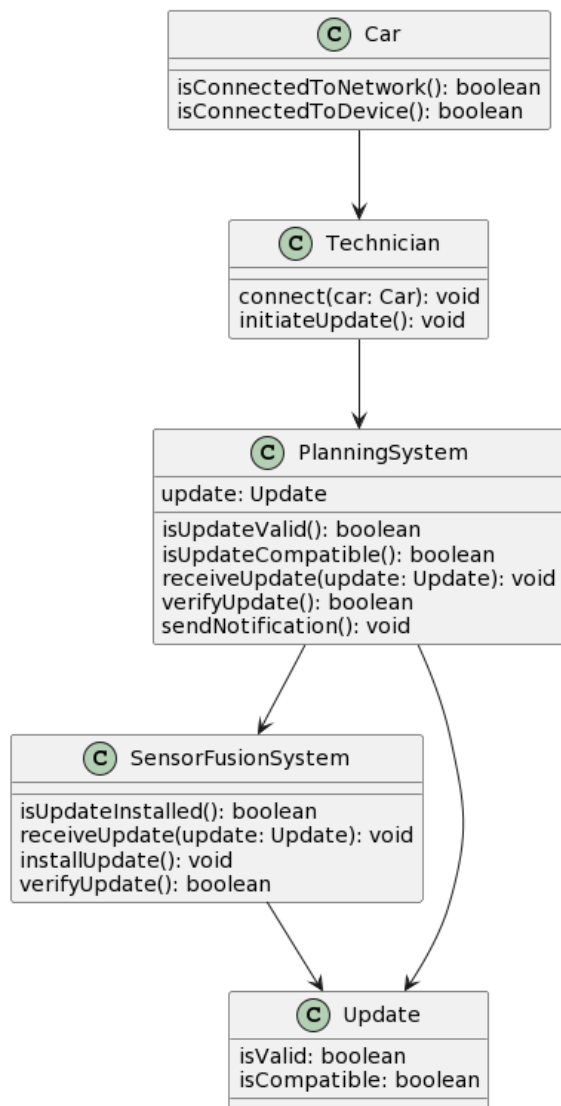 C Car
isConnectedToNetwork(): boolean
isConnectedToDevice(): boolean
C Technician
connect(car: Car): void
initiateUpdate(): void
C PlanningSystem
update: Update
isUpdateValid(): boolean
isUpdateCompatible(): boolean
receiveUpdate(update: Update): void
verifyUpdate(): boolean
sendNotification(): void
C SensorFusionSystem
isUpdateInstalled(): boolean
receiveUpdate(update: Update): void
installUpdate(): void
verifyUpdate(): boolean
C Update
isValid: boolean
isCompatible: boolean